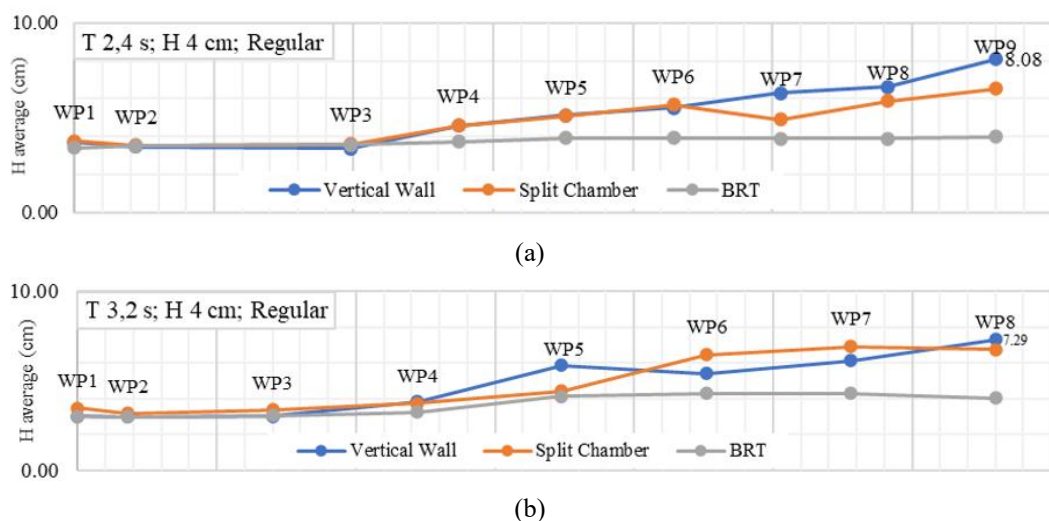 10.00
T 2,4 s; H 4 cm; Regular
H average (cm)
WP1
WP2
WP3
WP4
WP5
WP6
WP7
WP8
WP9
8.08
Vertical Wall
Split Chamber
BRT
0.00
(a)
10.00
T 3,2 s; H 4 cm; Regular
H average (cm)
WP1
WP2
WP3
WP4
WP5
WP6
WP7
WP8
7.29
Vertical Wall
Split Chamber
BRT
0.00
(b)